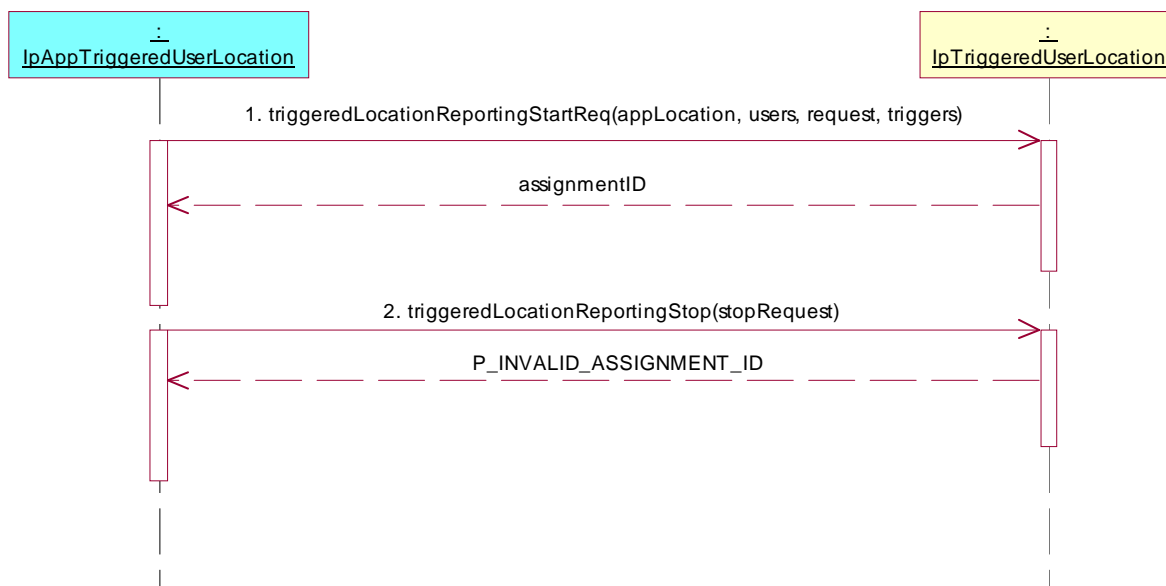 :
IpAppTriggeredUserLocation
:
IpTriggeredUserLocation
1. triggeredLocationReportingStartReq(appLocation, users, request, triggers)
assignmentID
2. triggeredLocationReportingStop(stopRequest)
P_INVALID_ASSIGNMENT_ID